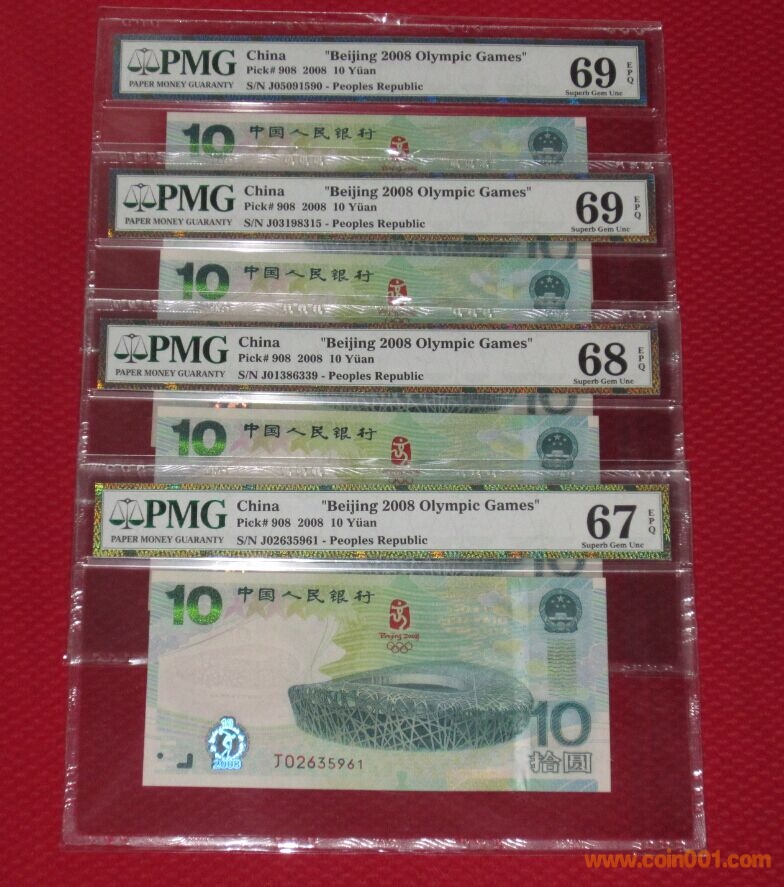 PMG
PAPER MONEY GUARANTY
China "Beijing 2008 Olympic Games"
Pick# 908 2008 10 Yüan
S/N J05091590 - Peoples Republic
69 EPQ
Superb Gem Unc
10 中国人民银行
PMG
PAPER MONEY GUARANTY
China "Beijing 2008 Olympic Games"
Pick# 908 2008 10 Yüan
S/N J03198315 - Peoples Republic
69 EPQ
Superb Gem Unc
10 中国人民银行
PMG
PAPER MONEY GUARANTY
China "Beijing 2008 Olympic Games"
Pick# 908 2008 10 Yüan
S/N J01386339 - Peoples Republic
68 EPQ
Superb Gem Unc
10
10 中国人民银行
PMG
PAPER MONEY GUARANTY
China "Beijing 2008 Olympic Games"
Pick# 908 2008 10 Yüan
S/N J02635961 - Peoples Republic
67 EPQ
Superb Gem Unc
10
10 中国人民银行
Beijing 2008
10
拾圆
2008
J02635961
www.coin001.com